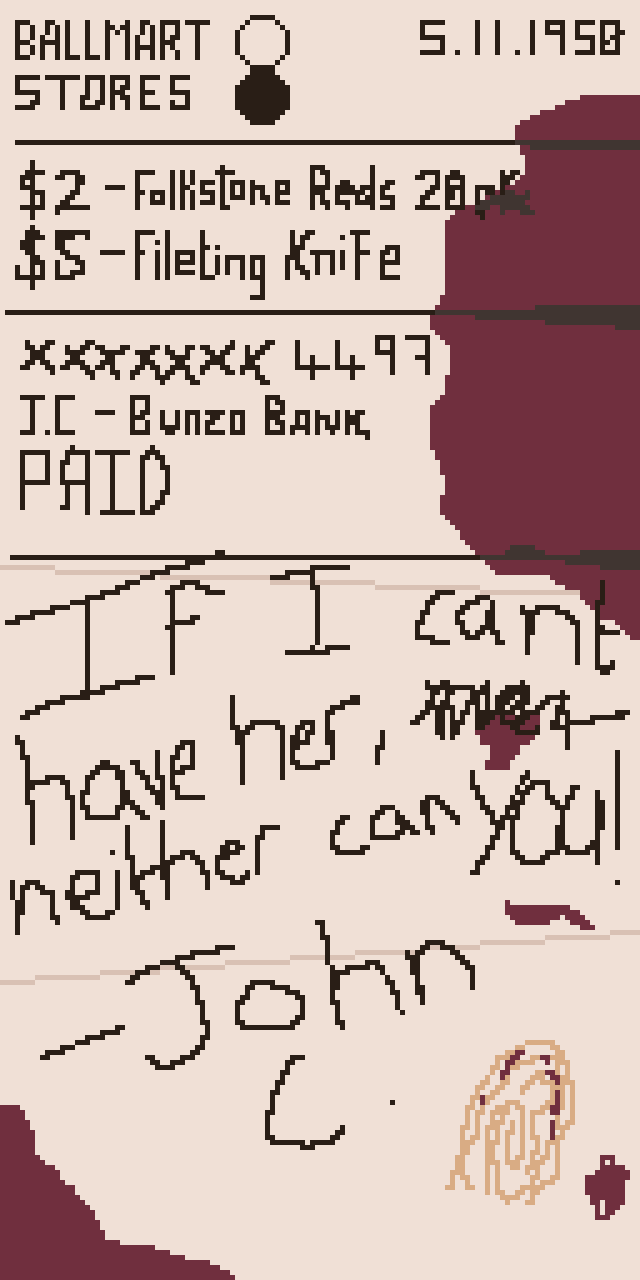 BALLMART
STORES
5.11.1950
$2 - Folkstone Reds 20pk
$5 - Fileting Knife
xxxxxxx 4497
J.C - Bunzo Bank
PAID
If I cant
have her,
neither can you!
- John
C.